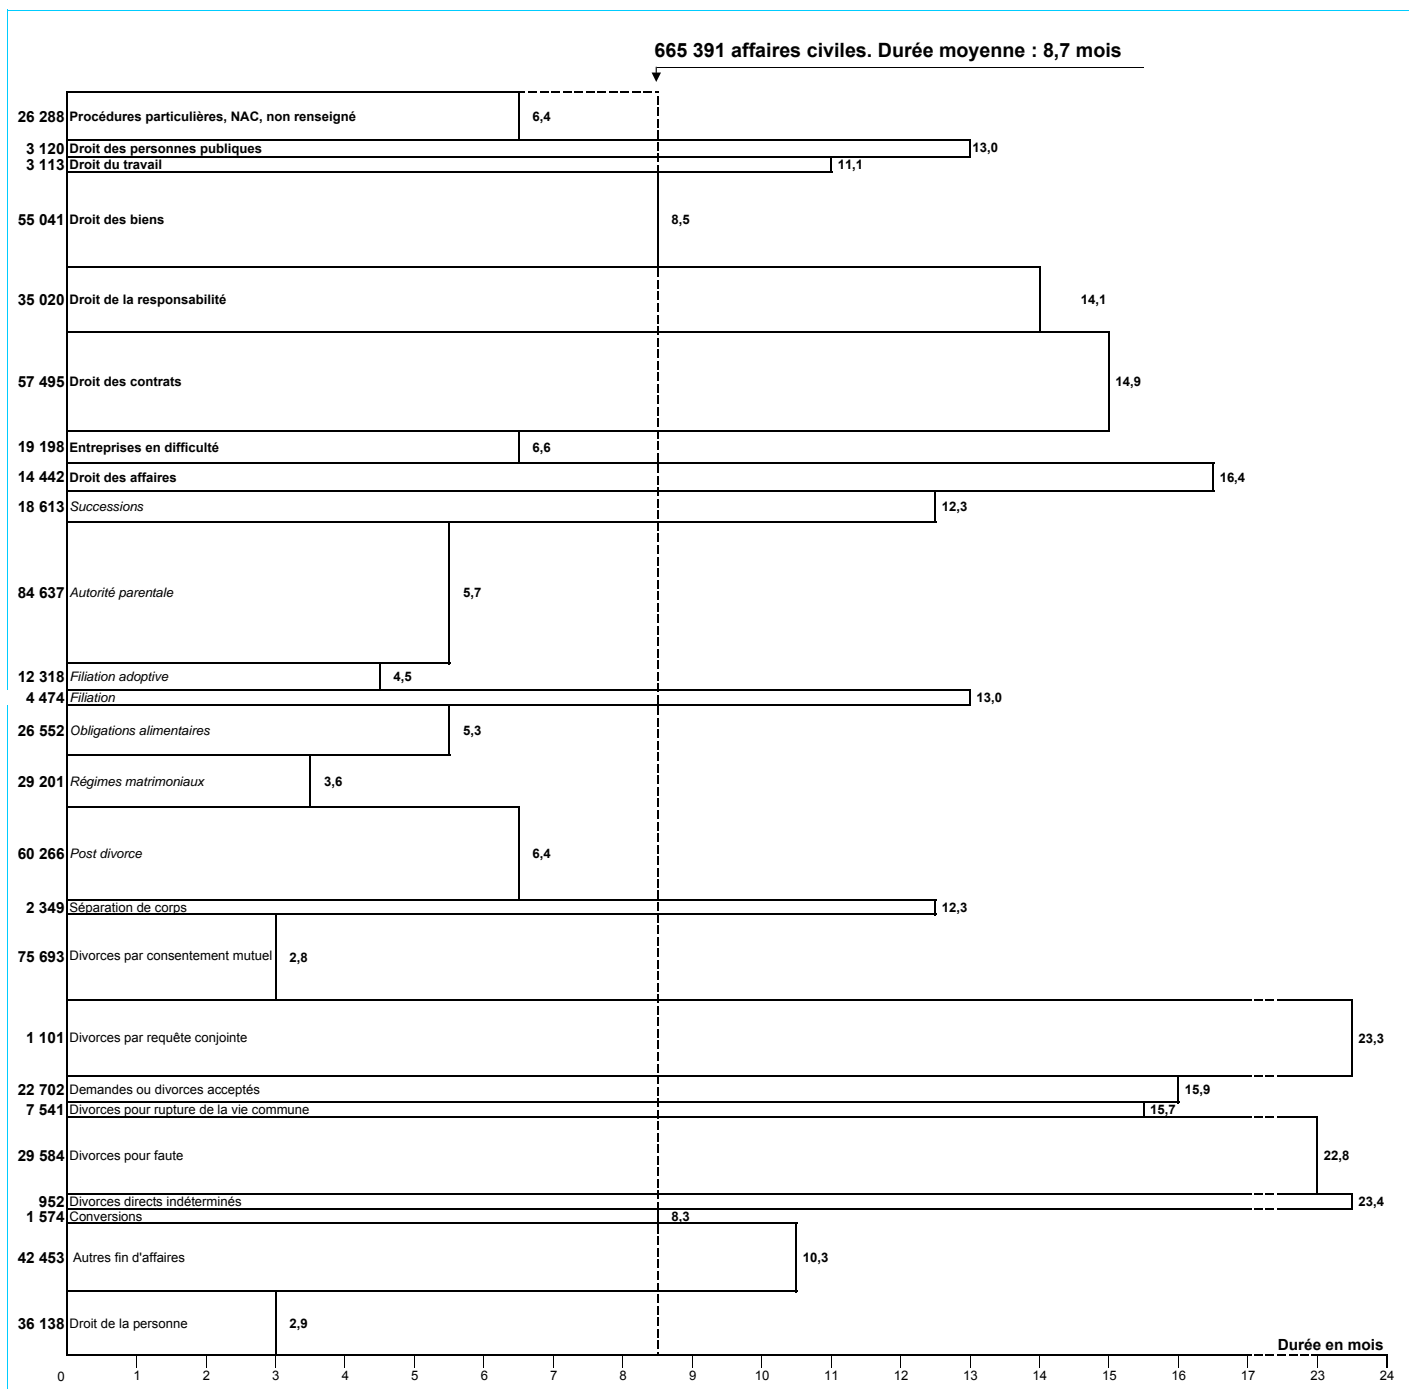 665 391 affaires civiles. Durée moyenne : 8,7 mois
26 288 Procédures particulières, NAC, non renseigné 6,4
3 120 Droit des personnes publiques 13,0
3 113 Droit du travail 11,1
55 041 Droit des biens 8,5
35 020 Droit de la responsabilité 14,1
57 495 Droit des contrats 14,9
19 198 Entreprises en difficulté 6,6
14 442 Droit des affaires 16,4
18 613 Successions 12,3
84 637 Autorité parentale 5,7
12 318 Filiation adoptive 4,5
4 474 Filiation 13,0
26 552 Obligations alimentaires 5,3
29 201 Régimes matrimoniaux 3,6
60 266 Post divorce 6,4
2 349 Séparation de corps 12,3
75 693 Divorces par consentement mutuel 2,8
1 101 Divorces par requête conjointe 23,3
22 702 Demandes ou divorces acceptés 15,9
7 541 Divorces pour rupture de la vie commune 15,7
29 584 Divorces pour faute 22,8
952 Divorces directs indéterminés 23,4
1 574 Conversions 8,3
42 453 Autres fin d'affaires 10,3
36 138 Droit de la personne 2,9
Durée en mois
0 1 2 3 4 5 6 7 8 9 10 11 12 13 14 15 16 17 23 24